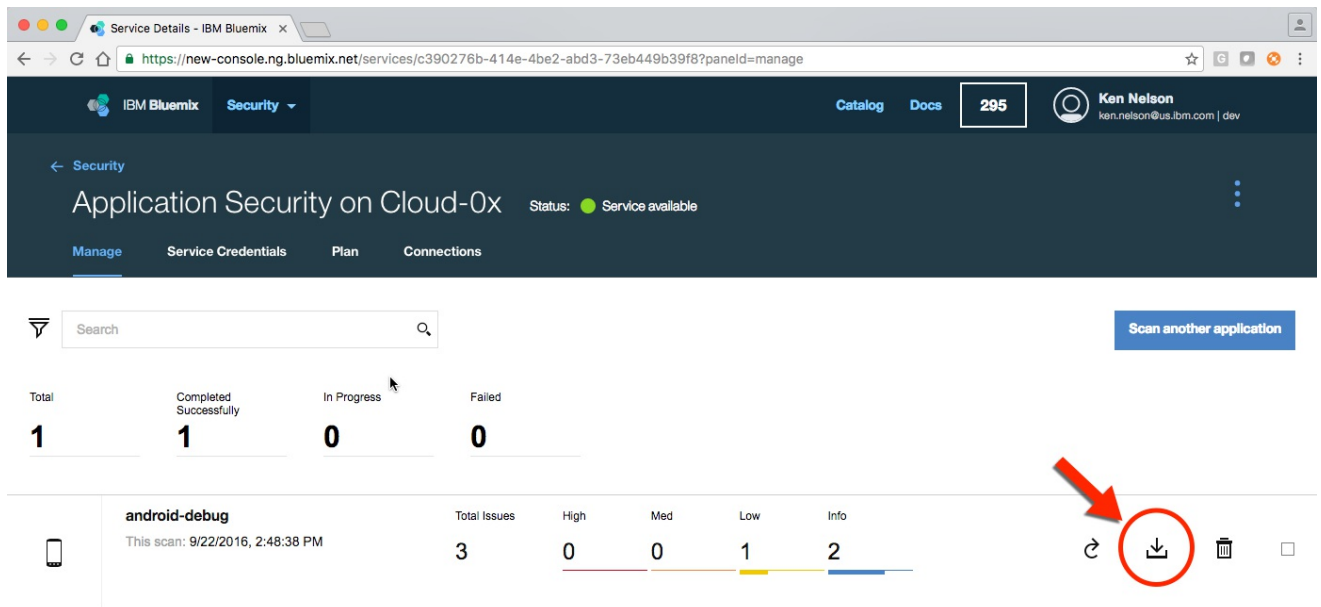 Service Details - IBM Bluemix
https://new-console.ng.bluemix.net/services/c390276b-414e-4be2-abd3-73eb449b39f8?paneId=manage
IBM Bluemix Security Catalog Docs 295 Ken Nelson
ken.nelson@us.ibm.com | dev
← Security
Application Security on Cloud-0x Status: Service available
Manage Service Credentials Plan Connections
Search Scan another application
Total Completed Successfully In Progress Failed
1 1 0 0
android-debug Total Issues High Med Low Info
This scan: 9/22/2016, 2:48:38 PM
3 0 0 1 2